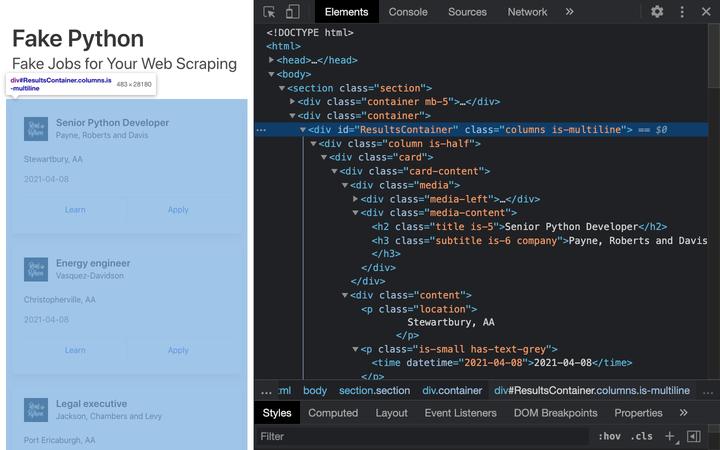 Fake Python
Fake Jobs for Your Web Scraping
div#ResultsContainer.columns.is
-multiline
483 × 28180
Real Python
Senior Python Developer
Payne, Roberts and Davis
Stewartbury, AA
2021-04-08
Learn
Apply
Real Python
Energy engineer
Vasquez-Davidson
Christopherville, AA
2021-04-08
Learn
Apply
Real Python
Legal executive
Jackson, Chambers and Levy
Port Ericaburgh, AA
Elements
Console
Sources
Network
»
<!DOCTYPE html>
<html>
▶<head>…</head>
▼<body>
▼<section class="section">
▶<div class="container mb-5">…</div>
▼<div class="container">
… ▼<div id="ResultsContainer" class="columns is-multiline"> == $0
▼<div class="column is-half">
▼<div class="card">
▼<div class="card-content">
▼<div class="media">
▶<div class="media-left">…</div>
▼<div class="media-content">
<h2 class="title is-5">Senior Python Developer</h2>
<h3 class="subtitle is-6 company">Payne, Roberts and Davis
</h3>
</div>
</div>
▼<div class="content">
<p class="location">
Stewartbury, AA
</p>
▼<p class="is-small has-text-grey">
<time datetime="2021-04-08">2021-04-08</time>
</p>
… tml body section.section div.container div#ResultsContainer.columns.is-multiline …
Styles
Computed
Layout
Event Listeners
DOM Breakpoints
Properties
»
Filter
:hov
.cls
+